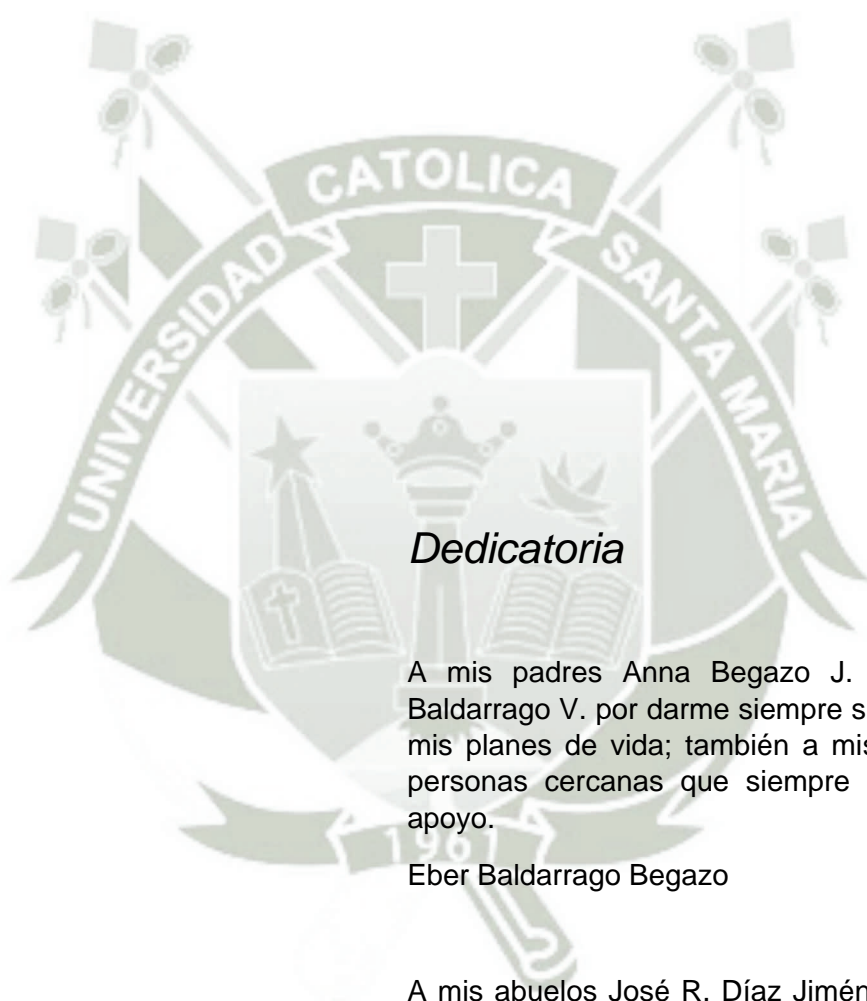 UNIVERSIDAD CATOLICA SANTA MARIA
Dedicatoria
A mis padres Anna Begazo J.
Baldarrago V. por darme siempre s
mis planes de vida; también a mis
personas cercanas que siempre
apoyo.
1961
Eber Baldarrago Begazo
A mis abuelos José R. Díaz Jimén